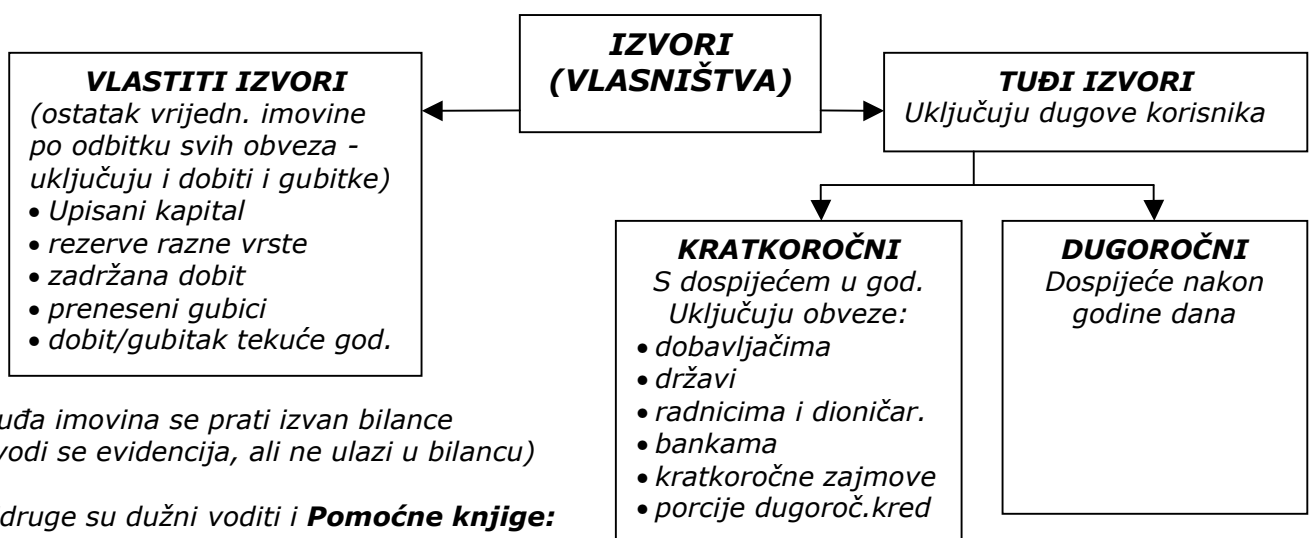 IZVORI
(VLASNIŠTVA)
VLASTITI IZVORI
(ostatak vrijedn. imovine
po odbitku svih obveza -
uključuju i dobiti i gubitke)
• Upisani kapital
• rezerve razne vrste
• zadržana dobit
• preneseni gubici
• dobit/gubitak tekuće god.
TUĐI IZVORI
Uključuju dugove korisnika
KRATKOROČNI
S dospijećem u god.
Uključuju obveze:
• dobavljačima
• državi
• radnicima i dioničar.
• bankama
• kratkoročne zajmove
• porcije dugoroč.kred
DUGOROČNI
Dospijeće nakon
godine dana
uđa imovina se prati izvan bilance
vodi se evidencija, ali ne ulazi u bilancu)
druge su dužni voditi i Pomoćne knjige: